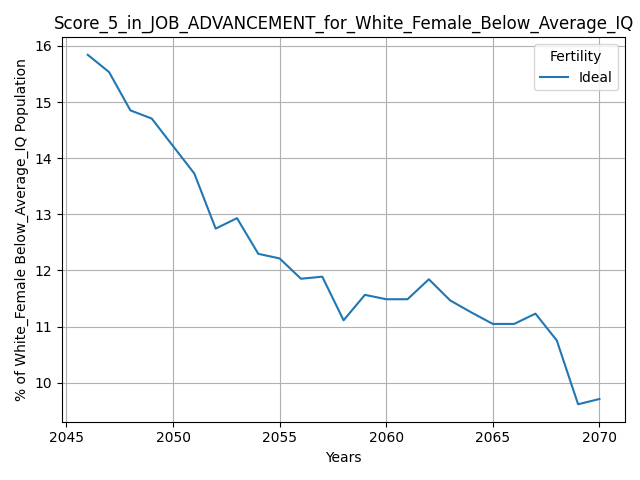 Score_5_in_JOB_ADVANCEMENT_for_White_Female_Below_Average_IQ
% of White_Female Below_Average_IQ Population
16
15
14
13
12
11
10
Fertility
Ideal
2045 2050 2055 2060 2065 2070
Years